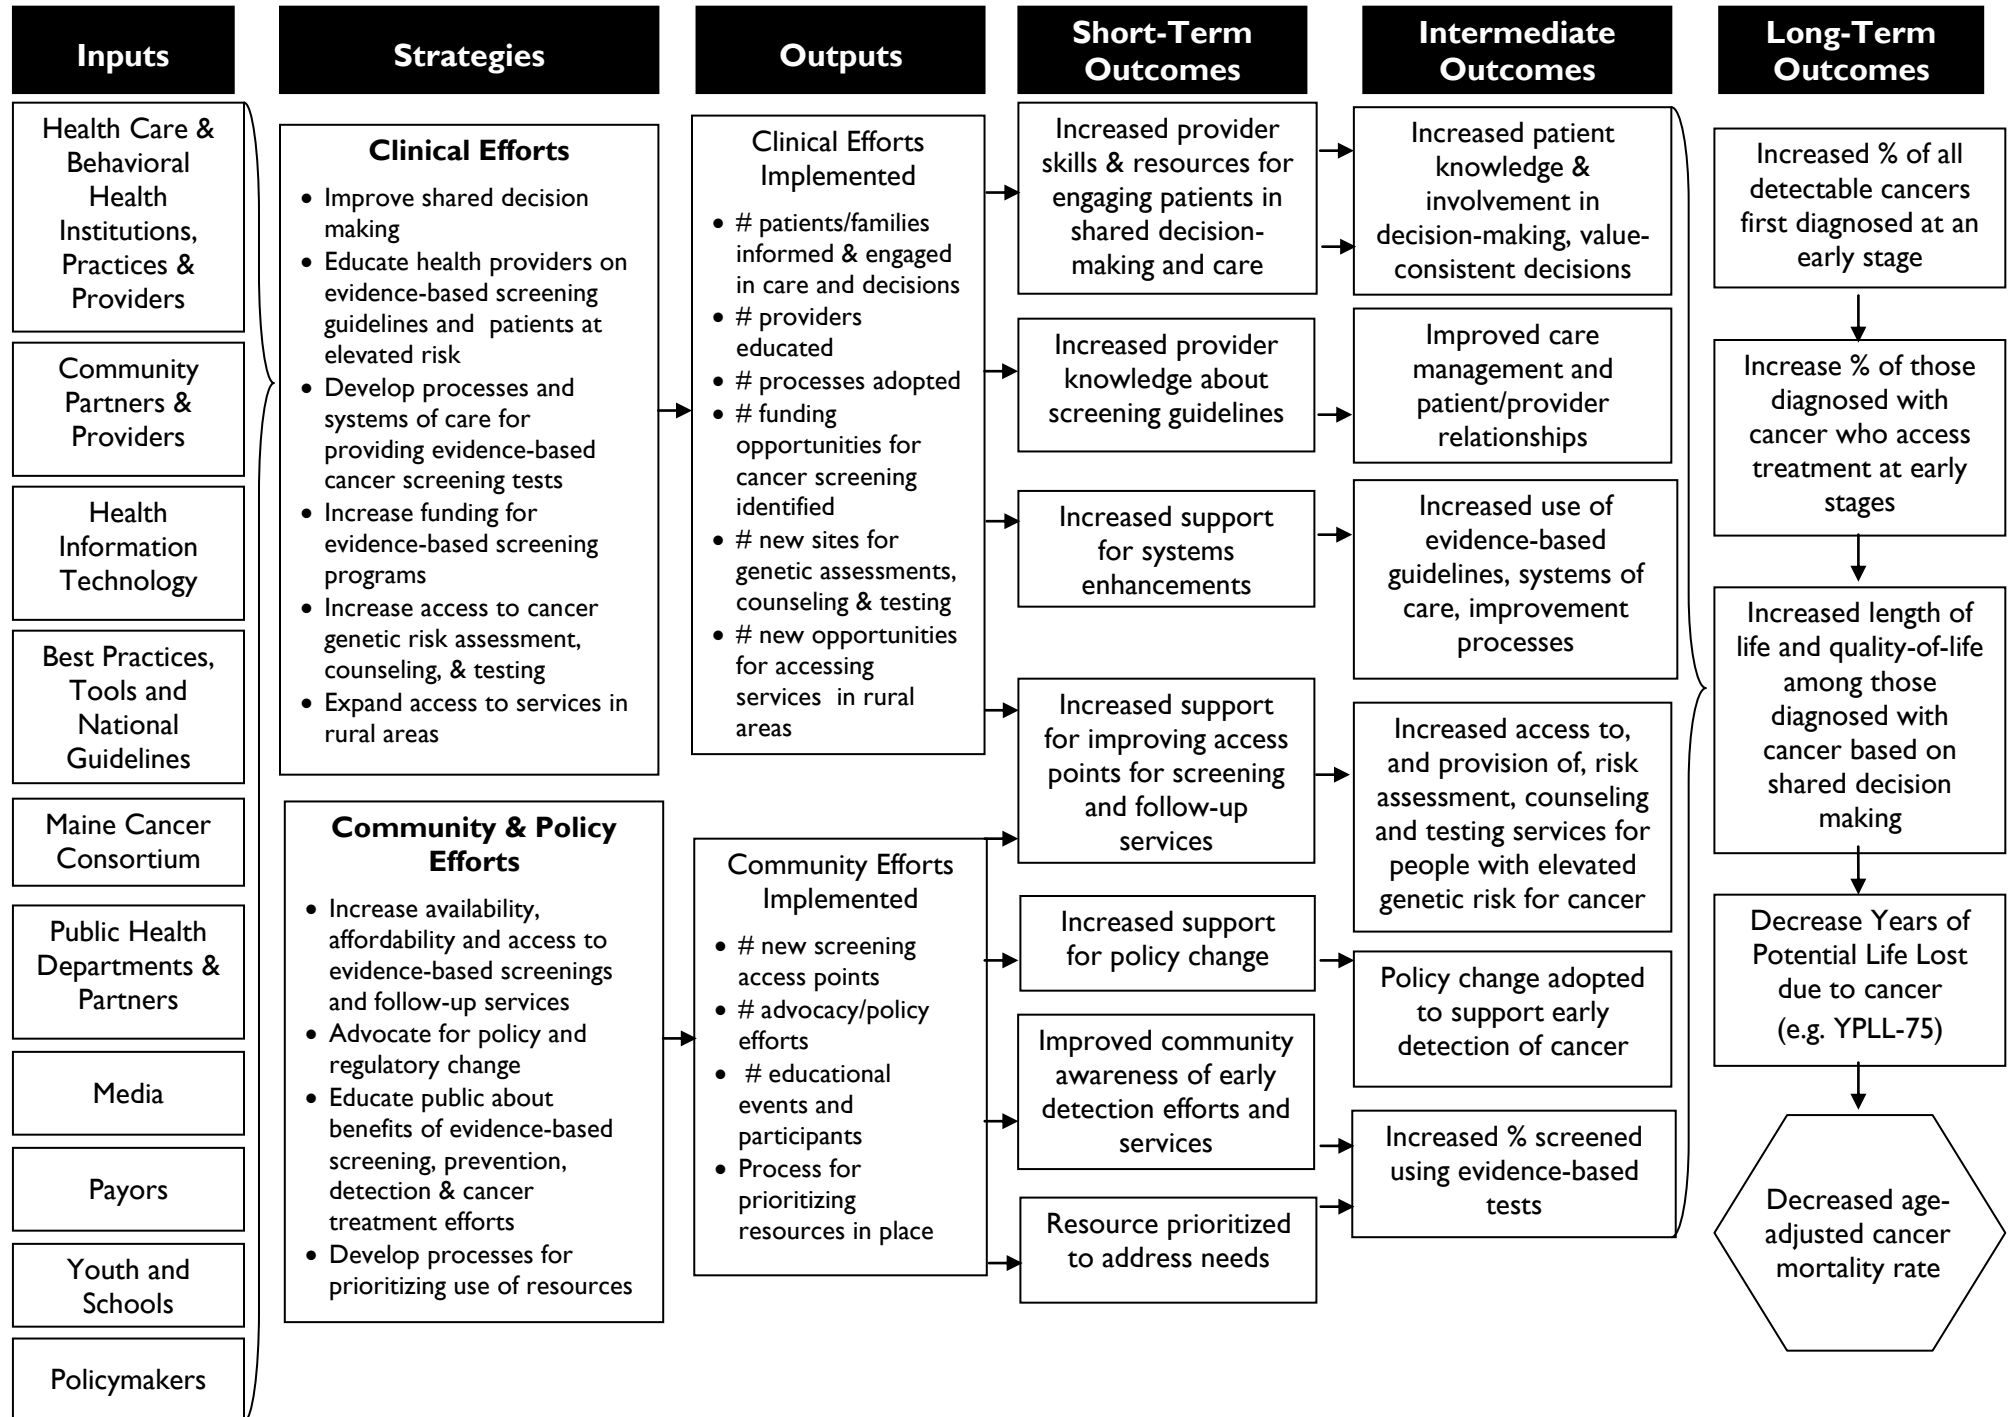 Inputs
Health Care &
Behavioral
Health
Institutions,
Practices &
Providers
Community
Partners &
Providers
Health
Information
Technology
Best Practices,
Tools and
National
Guidelines
Maine Cancer
Consortium
Public Health
Departments &
Partners
Media
Payors
Youth and
Schools
Policymakers
Strategies
Clinical Efforts
• Improve shared decision
making
• Educate health providers on
evidence-based screening
guidelines and patients at
elevated risk
• Develop processes and
systems of care for
providing evidence-based
cancer screening tests
• Increase funding for
evidence-based screening
programs
• Increase access to cancer
genetic risk assessment,
counseling, & testing
• Expand access to services in
rural areas
Community & Policy
Efforts
• Increase availability,
affordability and access to
evidence-based screenings
and follow-up services
• Advocate for policy and
regulatory change
• Educate public about
benefits of evidence-based
screening, prevention,
detection & cancer
treatment efforts
• Develop processes for
prioritizing use of resources
Outputs
Clinical Efforts
Implemented
• # patients/families
informed & engaged
in care and decisions
• # providers
educated
• # processes adopted
• # funding
opportunities for
cancer screening
identified
• # new sites for
genetic assessments,
counseling & testing
• # new opportunities
for accessing
services in rural
areas
Community Efforts
Implemented
• # new screening
access points
• # advocacy/policy
efforts
• # educational
events and
participants
• Process for
prioritizing
resources in place
Short-Term
Outcomes
Increased provider
skills & resources for
engaging patients in
shared decision-
making and care
Increased provider
knowledge about
screening guidelines
Increased support
for systems
enhancements
Increased support
for improving access
points for screening
and follow-up
services
Increased support
for policy change
Improved community
awareness of early
detection efforts and
services
Resource prioritized
to address needs
Intermediate
Outcomes
Increased patient
knowledge &
involvement in
decision-making, value-
consistent decisions
Improved care
management and
patient/provider
relationships
Increased use of
evidence-based
guidelines, systems of
care, improvement
processes
Increased access to,
and provision of, risk
assessment, counseling
and testing services for
people with elevated
genetic risk for cancer
Policy change adopted
to support early
detection of cancer
Increased % screened
using evidence-based
tests
Long-Term
Outcomes
Increased % of all
detectable cancers
first diagnosed at an
early stage
Increase % of those
diagnosed with
cancer who access
treatment at early
stages
Increased length of
life and quality-of-life
among those
diagnosed with
cancer based on
shared decision
making
Decrease Years of
Potential Life Lost
due to cancer
(e.g. YPLL-75)
Decreased age-
adjusted cancer
mortality rate